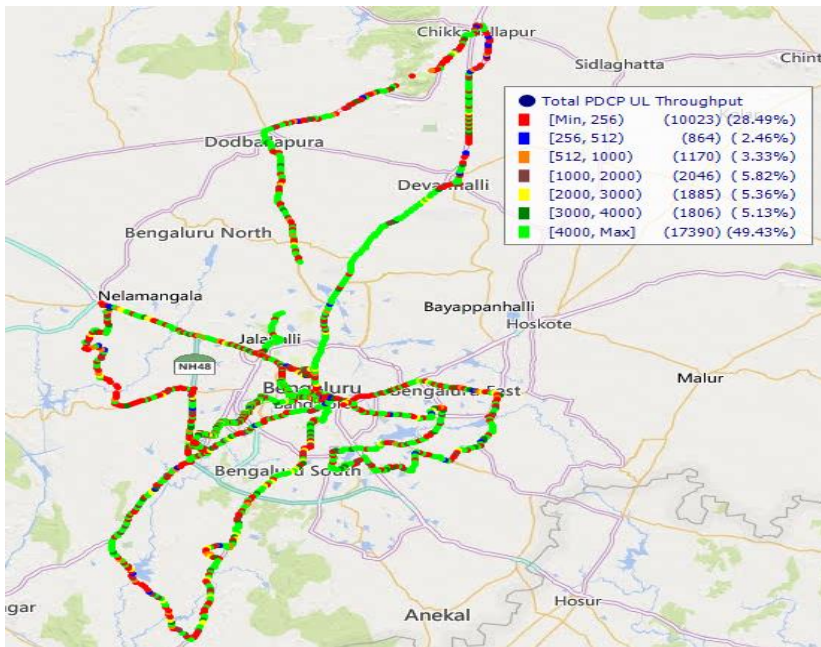 Chikkaballapur
Sidlaghatta
Chint
Total PDCP UL Throughput
[Min, 256) (10023) (28.49%)
[256, 512) (864) ( 2.46%)
[512, 1000) (1170) ( 3.33%)
[1000, 2000) (2046) ( 5.82%)
[2000, 3000) (1885) ( 5.36%)
[3000, 4000) (1806) ( 5.13%)
[4000, Max] (17390) (49.43%)
Dodballapura
Devanhalli
Bengaluru North
Nelamangala
Bayappanhalli
Hoskote
Jalahalli
NH48
Malur
Bengaluru
Bengaluru East
Bengaluru South
Anekal
Hosur
agar